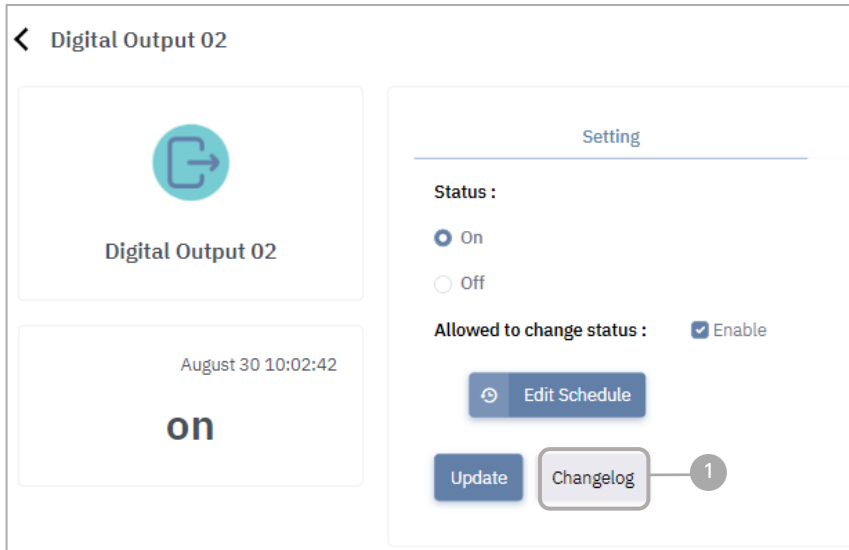 Digital Output 02
Digital Output 02
August 30 10:02:42
on
Setting
Status :
On
Off
Allowed to change status :
Enable
Edit Schedule
Update
Changelog
1